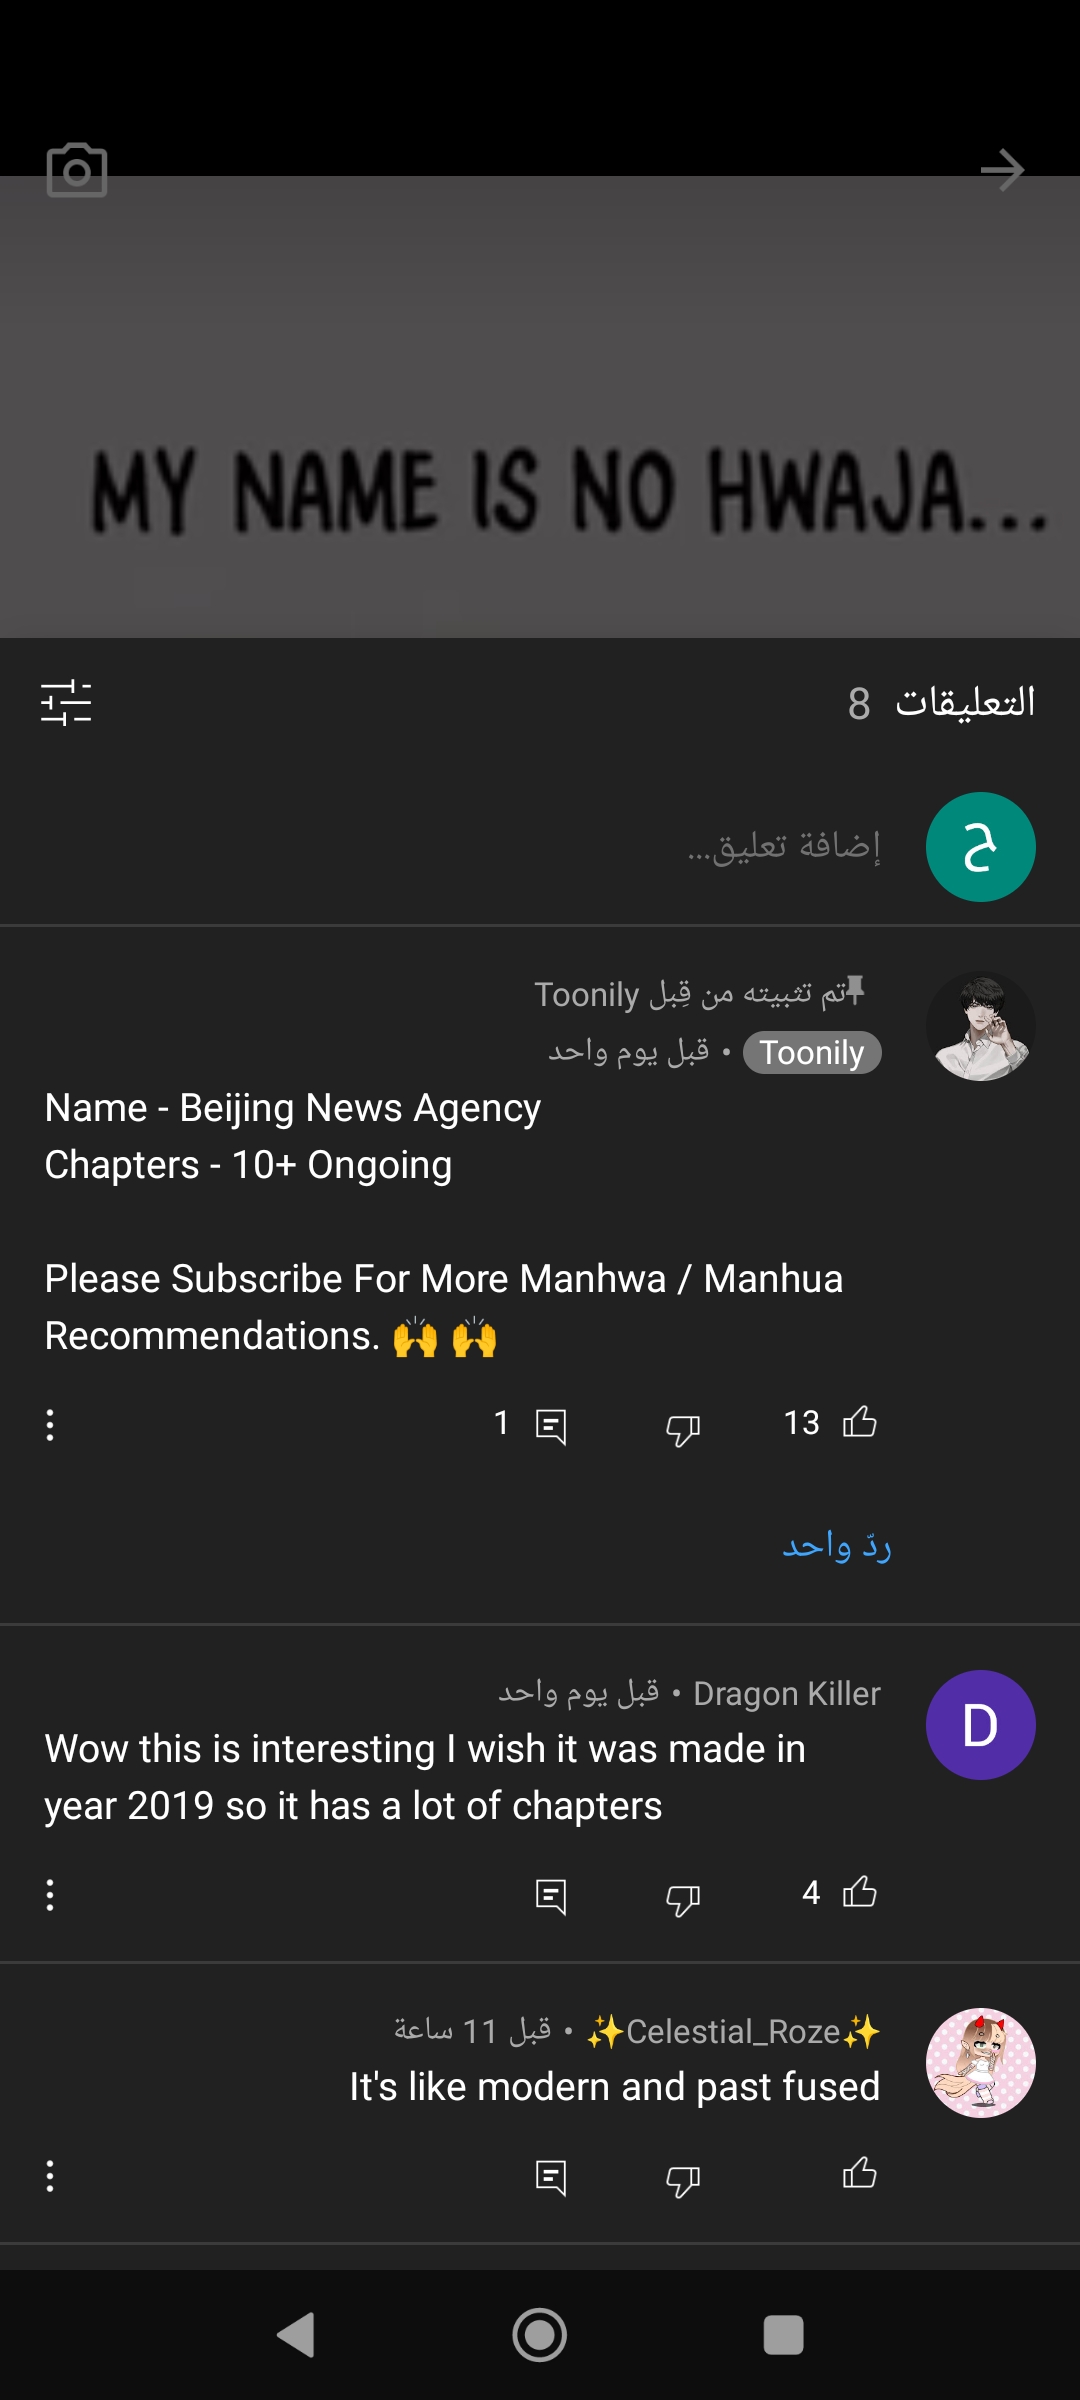 MY NAME IS NO HWAJA...
التعليقات 8
ح
إضافة تعليق...
تم تثبيته من قِبل Toonily
Toonily • قبل يوم واحد
Name - Beijing News Agency
Chapters - 10+ Ongoing
Please Subscribe For More Manhwa / Manhua
Recommendations. 🙌 🙌
13 1
ردّ واحد
D
Dragon Killer • قبل يوم واحد
Wow this is interesting I wish it was made in
year 2019 so it has a lot of chapters
4
✨Celestial_Roze✨ • قبل 11 ساعة
It's like modern and past fused